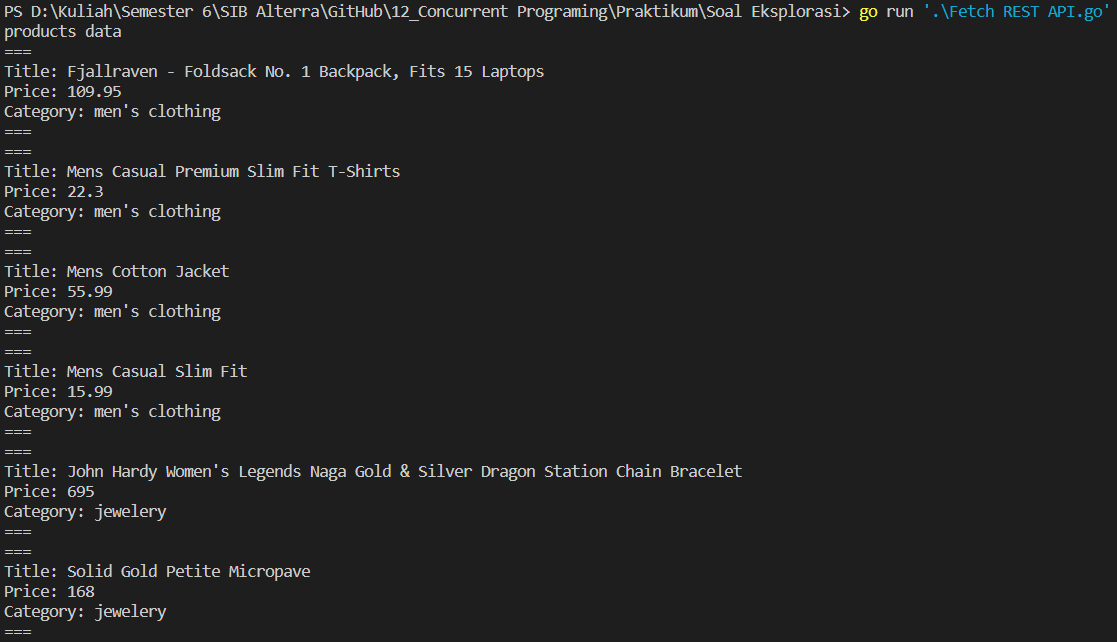 PS D:\Kuliah\Semester 6\SIB Alterra\GitHub\12_Concurrent Programing\Praktikum\Soal Eksplorasi> go run '.\Fetch REST API.go'
products data
===
Title: Fjallraven - Foldsack No. 1 Backpack, Fits 15 Laptops
Price: 109.95
Category: men's clothing
===
===
Title: Mens Casual Premium Slim Fit T-Shirts
Price: 22.3
Category: men's clothing
===
===
Title: Mens Cotton Jacket
Price: 55.99
Category: men's clothing
===
===
Title: Mens Casual Slim Fit
Price: 15.99
Category: men's clothing
===
===
Title: John Hardy Women's Legends Naga Gold & Silver Dragon Station Chain Bracelet
Price: 695
Category: jewelery
===
===
Title: Solid Gold Petite Micropave
Price: 168
Category: jewelery
===